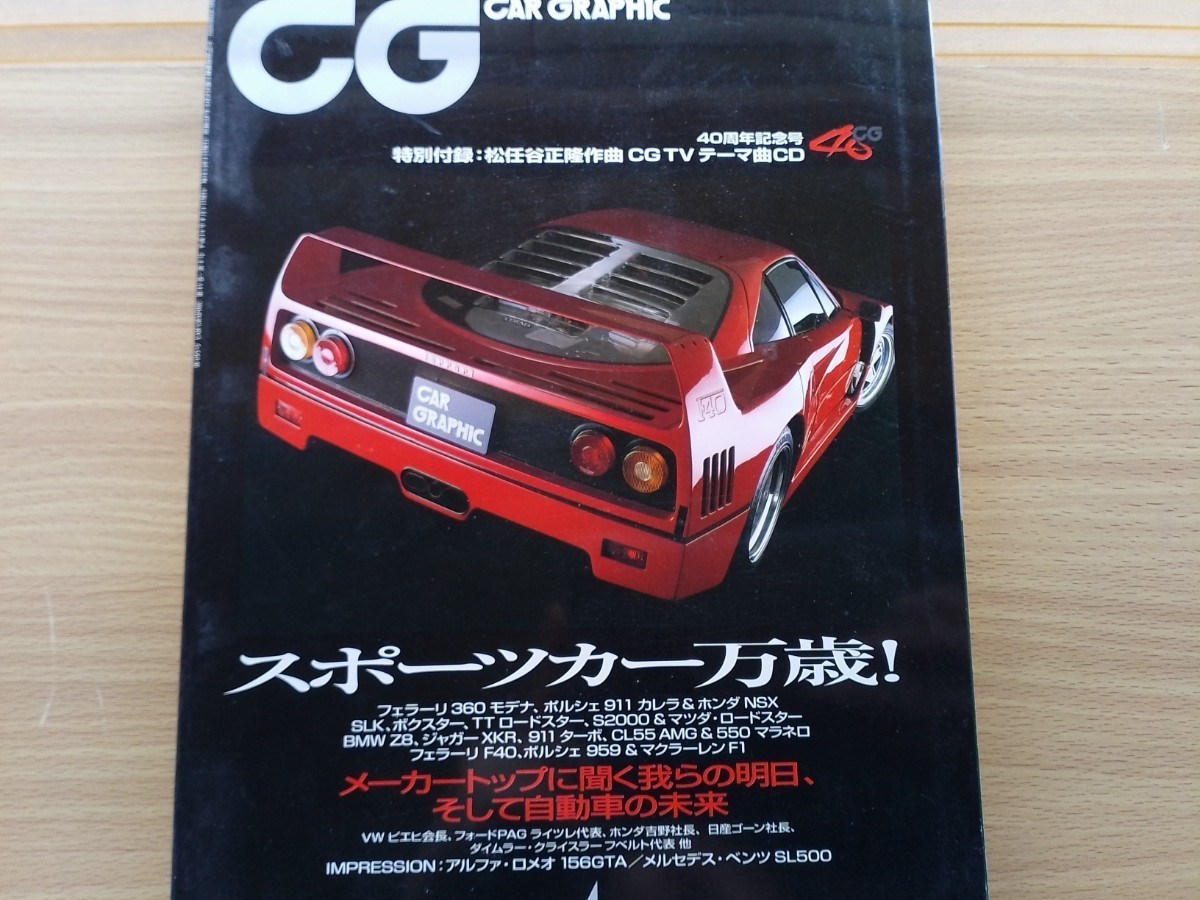 CG CAR GRAPHIC
40周年記念号 40 CG
特別付録:松任谷正隆作曲 CG TV テーマ曲CD
Ferrari
CAR
GRAPHIC
F40
スポーツカー万歳!
フェラーリ 360 モデナ、ポルシェ 911 カレラ & ホンダ NSX
SLK、ボクスター、TT ロードスター、S2000 & マツダ・ロードスター
BMW Z8、ジャガー XKR、911 ターボ、CL55 AMG & 550 マラネロ
フェラーリ F40、ポルシェ 959 & マクラーレン F1
メーカートップに聞く我らの明日、
そして自動車の未来
VW ピエヒ会長、フォードPAG ライツレ代表、ホンダ吉野社長、日産ゴーン社長、
ダイムラー・クライスラー フベルト代表 他
IMPRESSION:アルファ・ロメオ 156GTA/メルセデス・ベンツ SL500